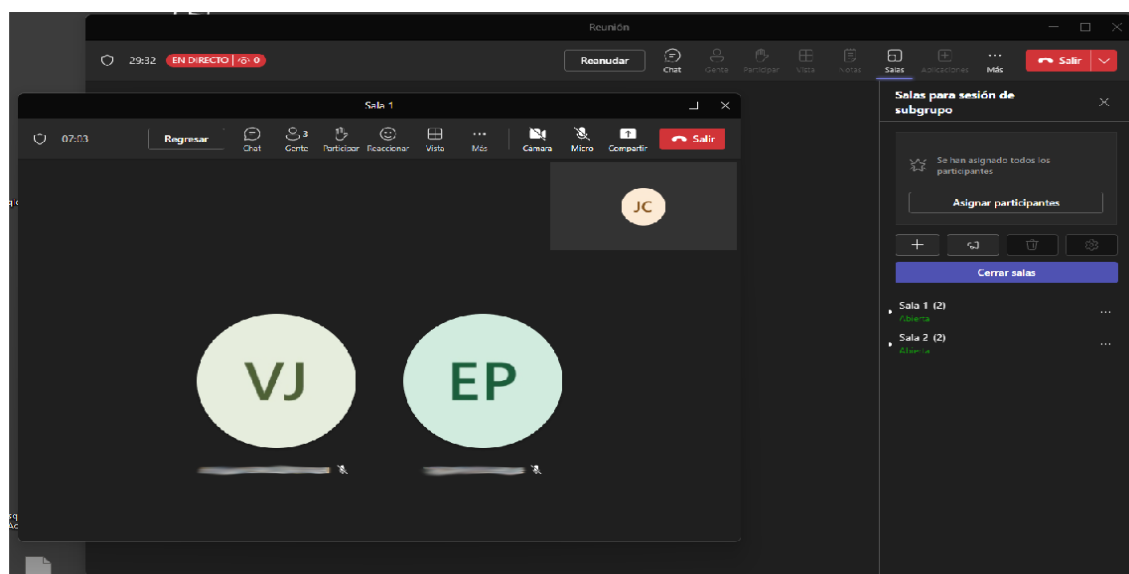 Reunión
29:32 EN DIRECTO 0
Reanudar
Chat Gente Participar Vista Notas Salas Aplicaciones Más Salir
Sala 1
07:03 Regresar
Chat Gente 3 Participar Reaccionar Vista Más Cámara Micro Compartir Salir
JC
VJ EP
Salas para sesión de
subgrupo
Se han asignado todos los
participantes
Asignar participantes
Cerrar salas
Sala 1 (2)
Abierta
Sala 2 (2)
Abierta